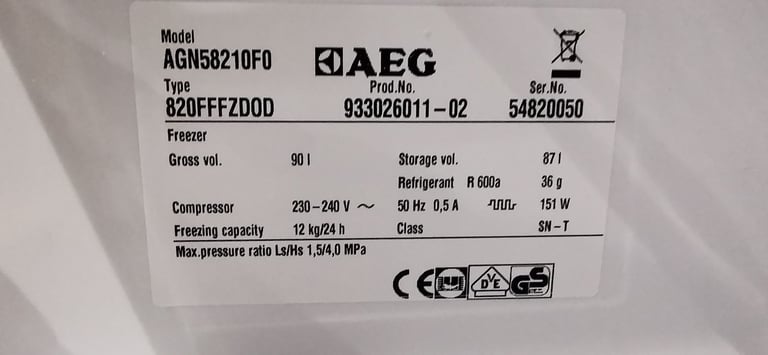 Model
AGN58210F0
AEG
Type
Prod.No.
Ser.No.
820FFFZDOD
933026011-02
54820050
Freezer
Gross vol. 90 l Storage vol. 87 l
Refrigerant R 600a 36 g
Compressor 230-240 V ~ 50 Hz 0,5 A 151 W
Freezing capacity 12 kg/24 h Class SN-T
Max.pressure ratio Ls/Hs 1,5/4,0 MPa
CE DVE GS